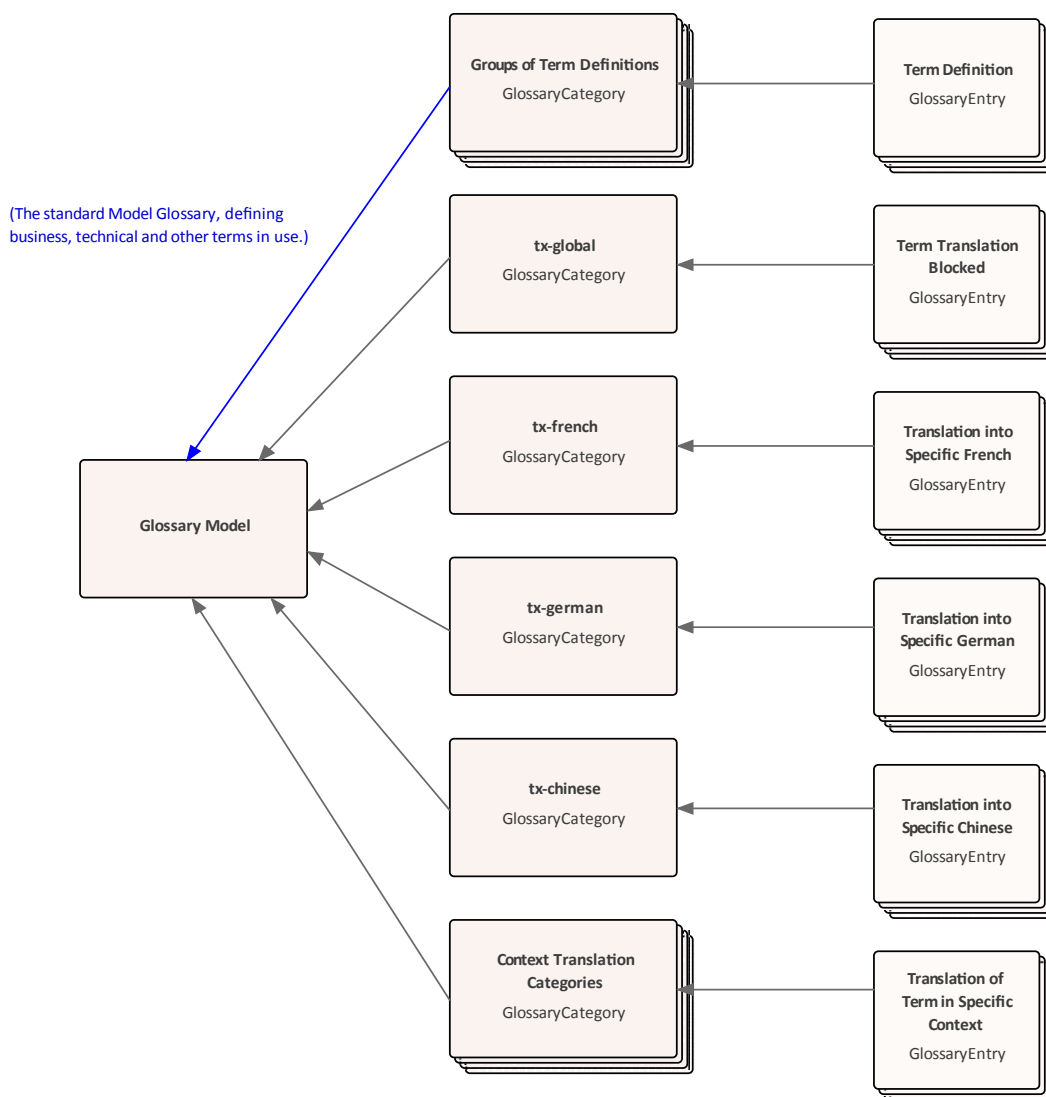 Groups of Term Definitions
GlossaryCategory
Term Definition
GlossaryEntry
(The standard Model Glossary, defining
business, technical and other terms in use.)
tx-global
GlossaryCategory
Term Translation
Blocked
GlossaryEntry
tx-french
GlossaryCategory
Translation into
Specific French
GlossaryEntry
Glossary Model
tx-german
GlossaryCategory
Translation into
Specific German
GlossaryEntry
tx-chinese
GlossaryCategory
Translation into
Specific Chinese
GlossaryEntry
Context Translation
Categories
GlossaryCategory
Translation of
Term in Specific
Context
GlossaryEntry